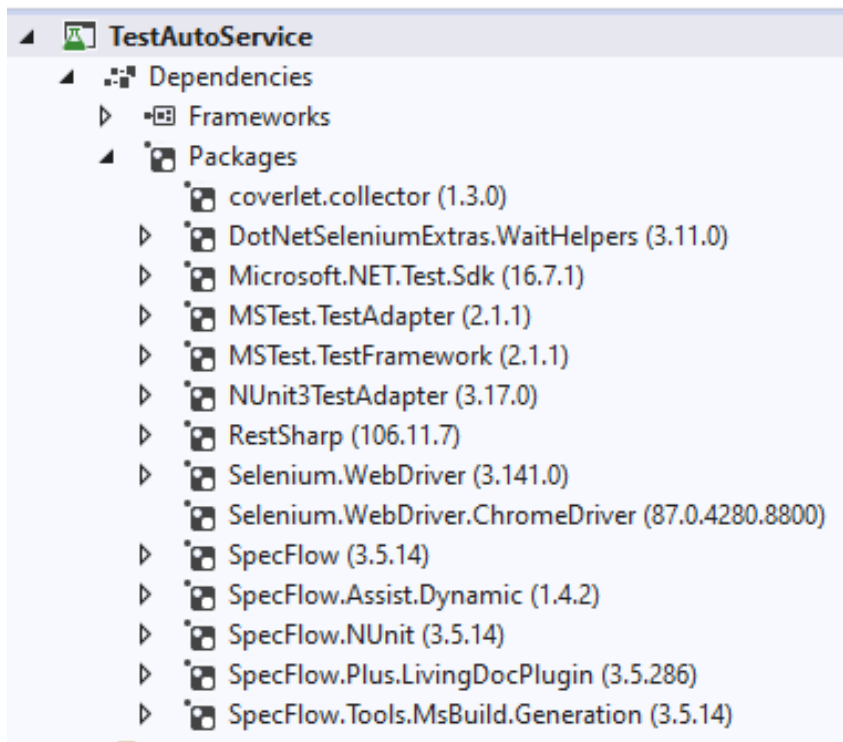 TestAutoService
Dependencies
Frameworks
Packages
coverlet.collector (1.3.0)
DotNetSeleniumExtras.WaitHelpers (3.11.0)
Microsoft.NET.Test.Sdk (16.7.1)
MSTest.TestAdapter (2.1.1)
MSTest.TestFramework (2.1.1)
NUnit3TestAdapter (3.17.0)
RestSharp (106.11.7)
Selenium.WebDriver (3.141.0)
Selenium.WebDriver.ChromeDriver (87.0.4280.8800)
SpecFlow (3.5.14)
SpecFlow.Assist.Dynamic (1.4.2)
SpecFlow.NUnit (3.5.14)
SpecFlow.Plus.LivingDocPlugin (3.5.286)
SpecFlow.Tools.MsBuild.Generation (3.5.14)